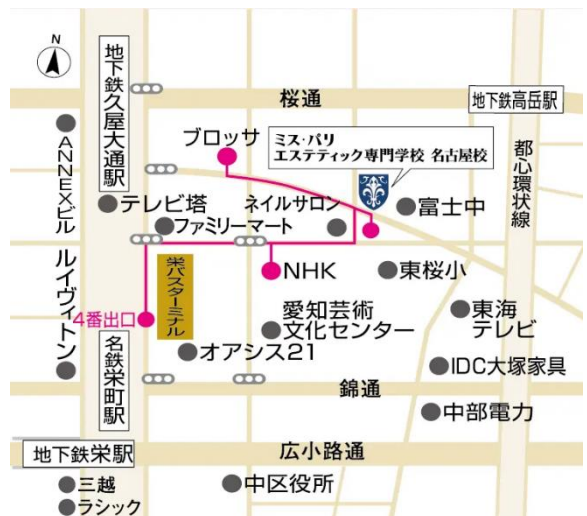 N
地下鉄久屋大通駅
桜通
地下鉄高岳駅
ブロッサ
ミス・パリ
エステティック専門学校 名古屋校
都心環状線
ANNEXビル
テレビ塔
ファミリーマート
ネイルサロン
富士中
ルイヴィトン
栄バスターミナル
NHK
東桜小
4番出口
愛知芸術
文化センター
東海
テレビ
名鉄栄町駅
オアシス21
IDC大塚家具
錦通
中部電力
地下鉄栄駅
広小路通
三越
中区役所
ラシック